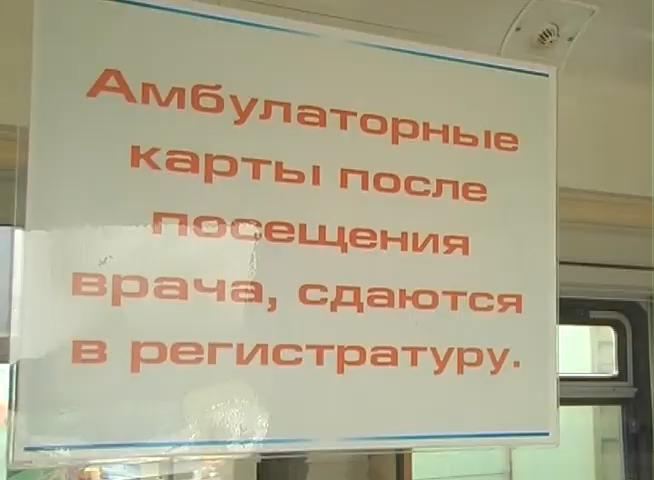 Амбулаторные
карты после
посещения
врача, сдаются
в регистратуру.